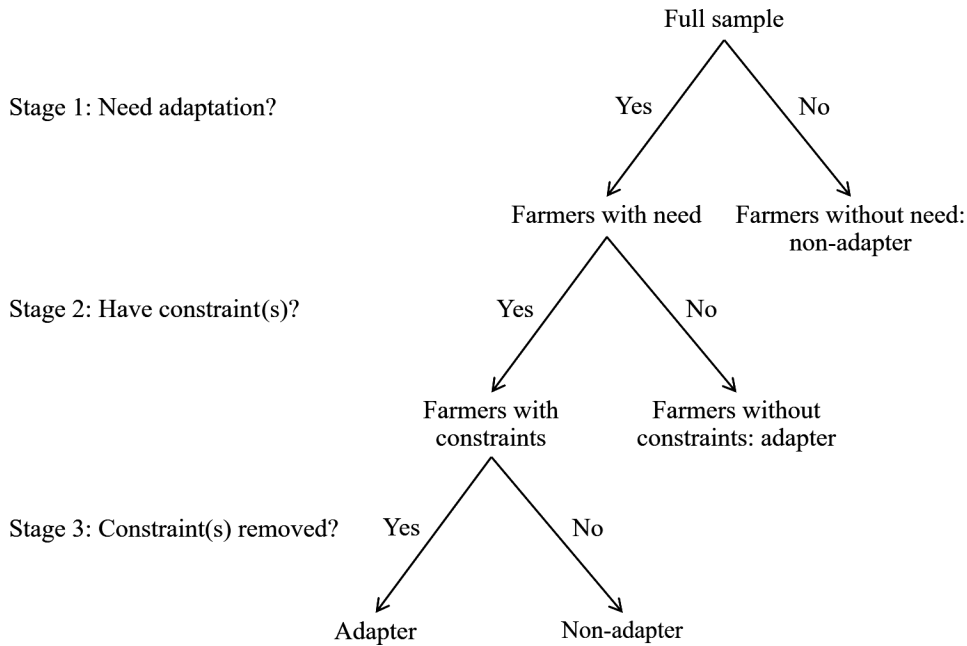 Full sample
Stage 1: Need adaptation?
Yes
No
Farmers with need
Farmers without need:
non-adapter
Stage 2: Have constraint(s)?
Yes
No
Farmers with
constraints
Farmers without
constraints: adapter
Stage 3: Constraint(s) removed?
Yes
No
Adapter
Non-adapter